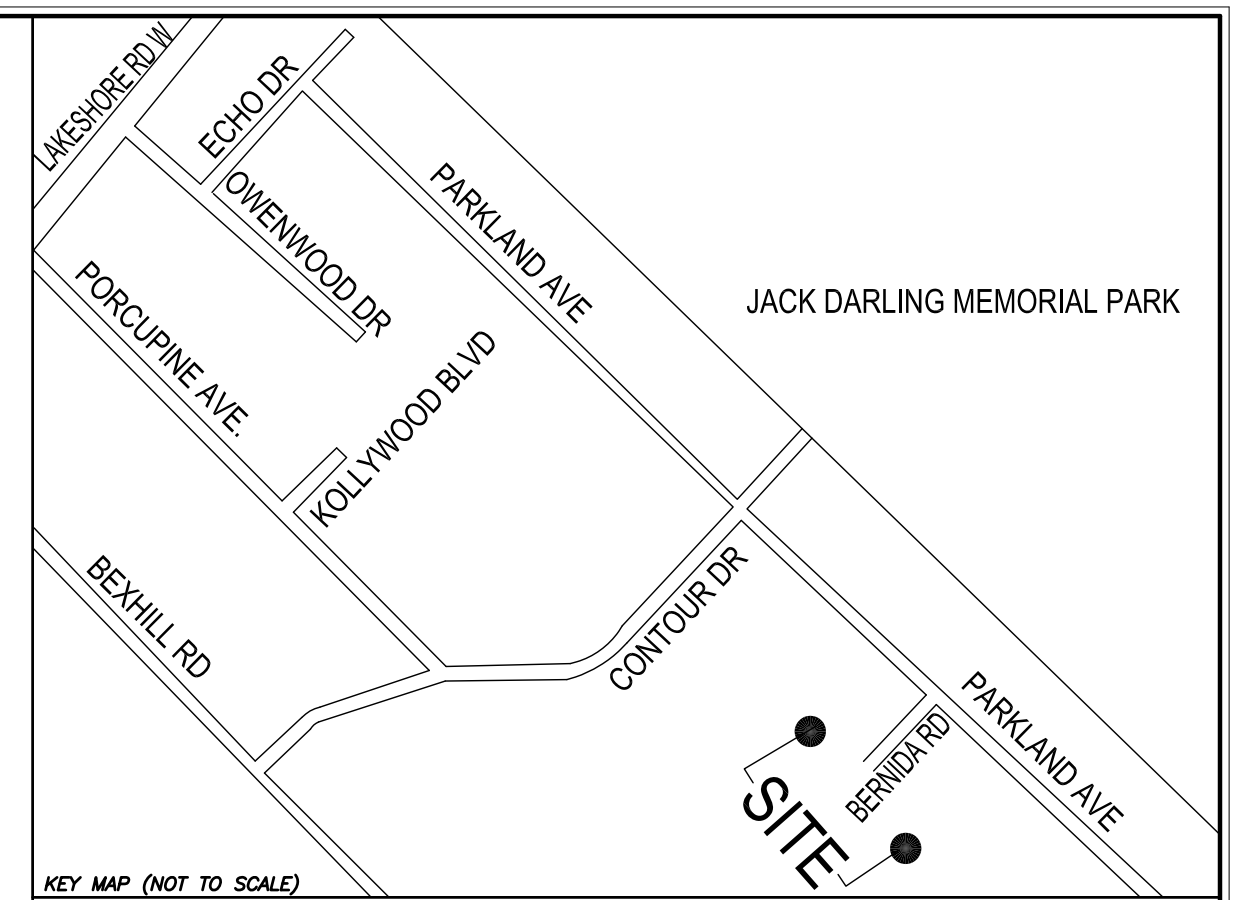 LAKESHORE RD W
ECHO DR
OWENWOOD DR
PARKLAND AVE
JACK DARLING MEMORIAL PARK
PORCUPINE AVE.
KOLLYWOOD BLVD
BEXHILL RD
CONTOUR DR
PARKLAND AVE
BERNIDA RD
SITE
KEY MAP (NOT TO SCALE)